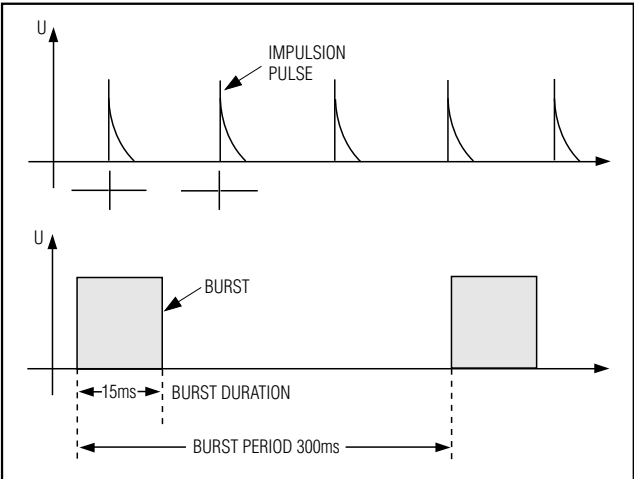 U
IMPULSION
PULSE
U
BURST
15ms
BURST DURATION
BURST PERIOD 300ms